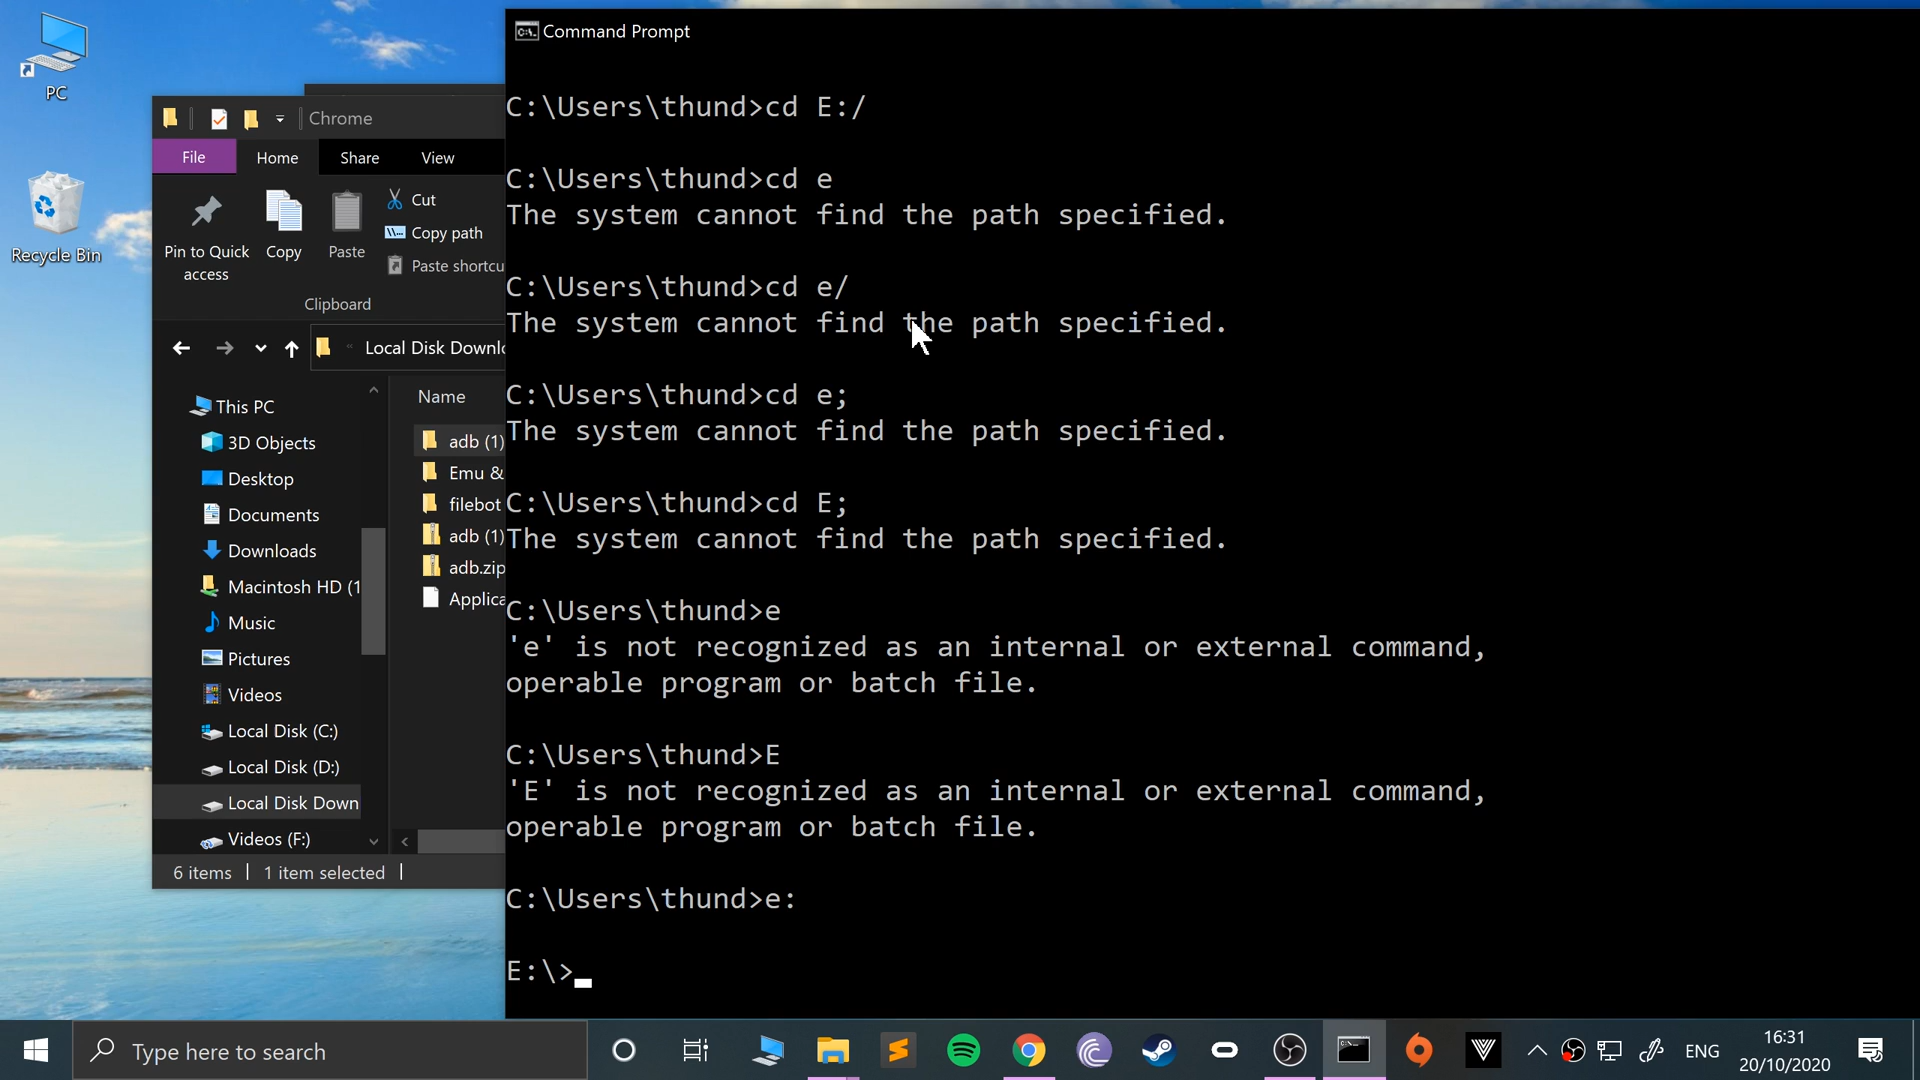 PC
Recycle Bin
Chrome
File Home Share View
Pin to Quick access
Copy
Paste
Cut
Copy path
Paste shortcu
Clipboard
Local Disk Downlo
This PC
3D Objects
Desktop
Documents
Downloads
Macintosh HD (1
Music
Pictures
Videos
Local Disk (C:)
Local Disk (D:)
Local Disk Down
Videos (F:)
Name
adb (1)
Emu &
filebot
adb (1)
adb.zip
Applica
6 items
1 item selected
Command Prompt
C:\Users\thund>cd E:/
C:\Users\thund>cd e
The system cannot find the path specified.
C:\Users\thund>cd e/
The system cannot find the path specified.
C:\Users\thund>cd e;
The system cannot find the path specified.
C:\Users\thund>cd E;
The system cannot find the path specified.
C:\Users\thund>e
'e' is not recognized as an internal or external command,
operable program or batch file.
C:\Users\thund>E
'E' is not recognized as an internal or external command,
operable program or batch file.
C:\Users\thund>e:
E:\>
Type here to search
ENG
16:31
20/10/2020